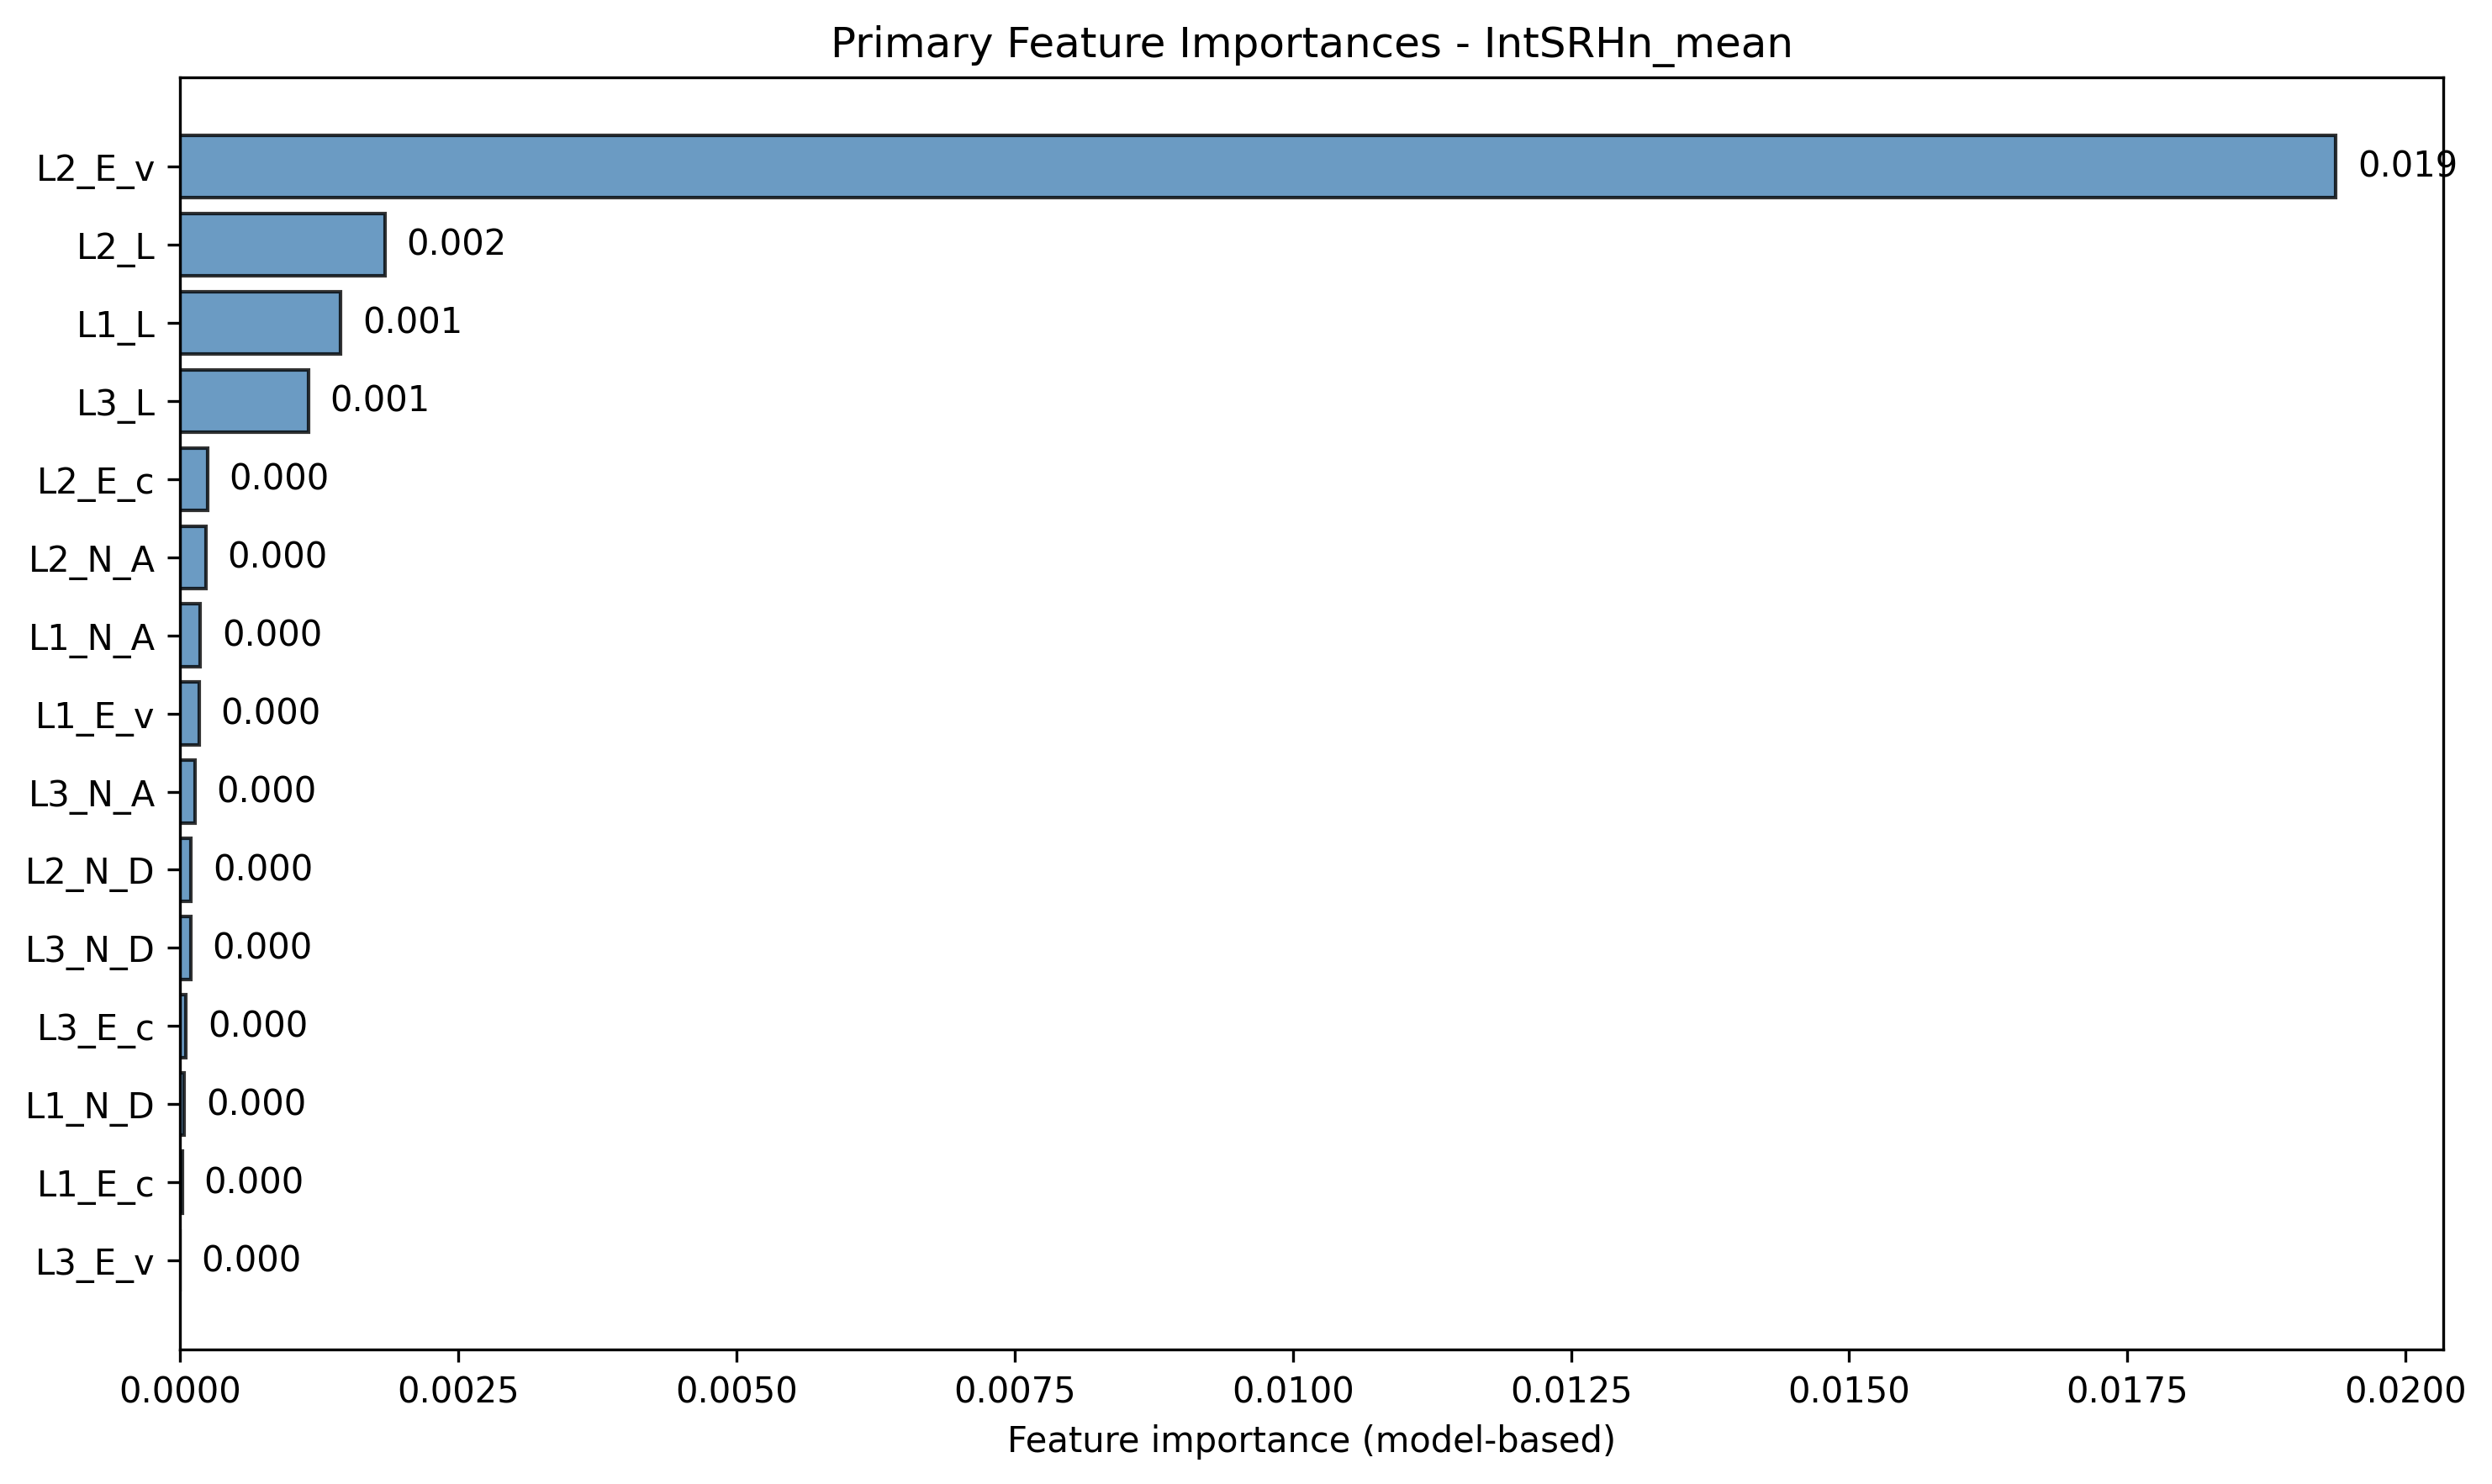 Primary Feature Importances - IntSRHn_mean
L2_E_v 0.019
L2_L 0.002
L1_L 0.001
L3_L 0.001
L2_E_c 0.000
L2_N_A 0.000
L1_N_A 0.000
L1_E_v 0.000
L3_N_A 0.000
L2_N_D 0.000
L3_N_D 0.000
L3_E_c 0.000
L1_N_D 0.000
L1_E_c 0.000
L3_E_v 0.000
0.0000 0.0025 0.0050 0.0075 0.0100 0.0125 0.0150 0.0175 0.0200
Feature importance (model-based)